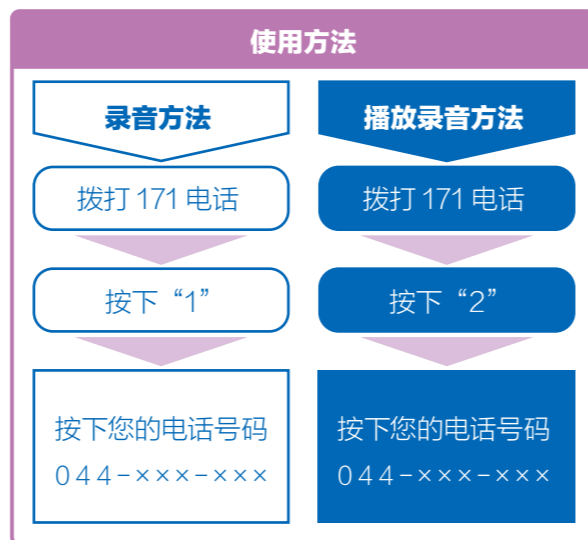 使用方法
录音方法
拨打 171 电话
按下“1”
按下您的电话号码
044-×××-×××
播放录音方法
拨打 171 电话
按下“2”
按下您的电话号码
044-×××-×××